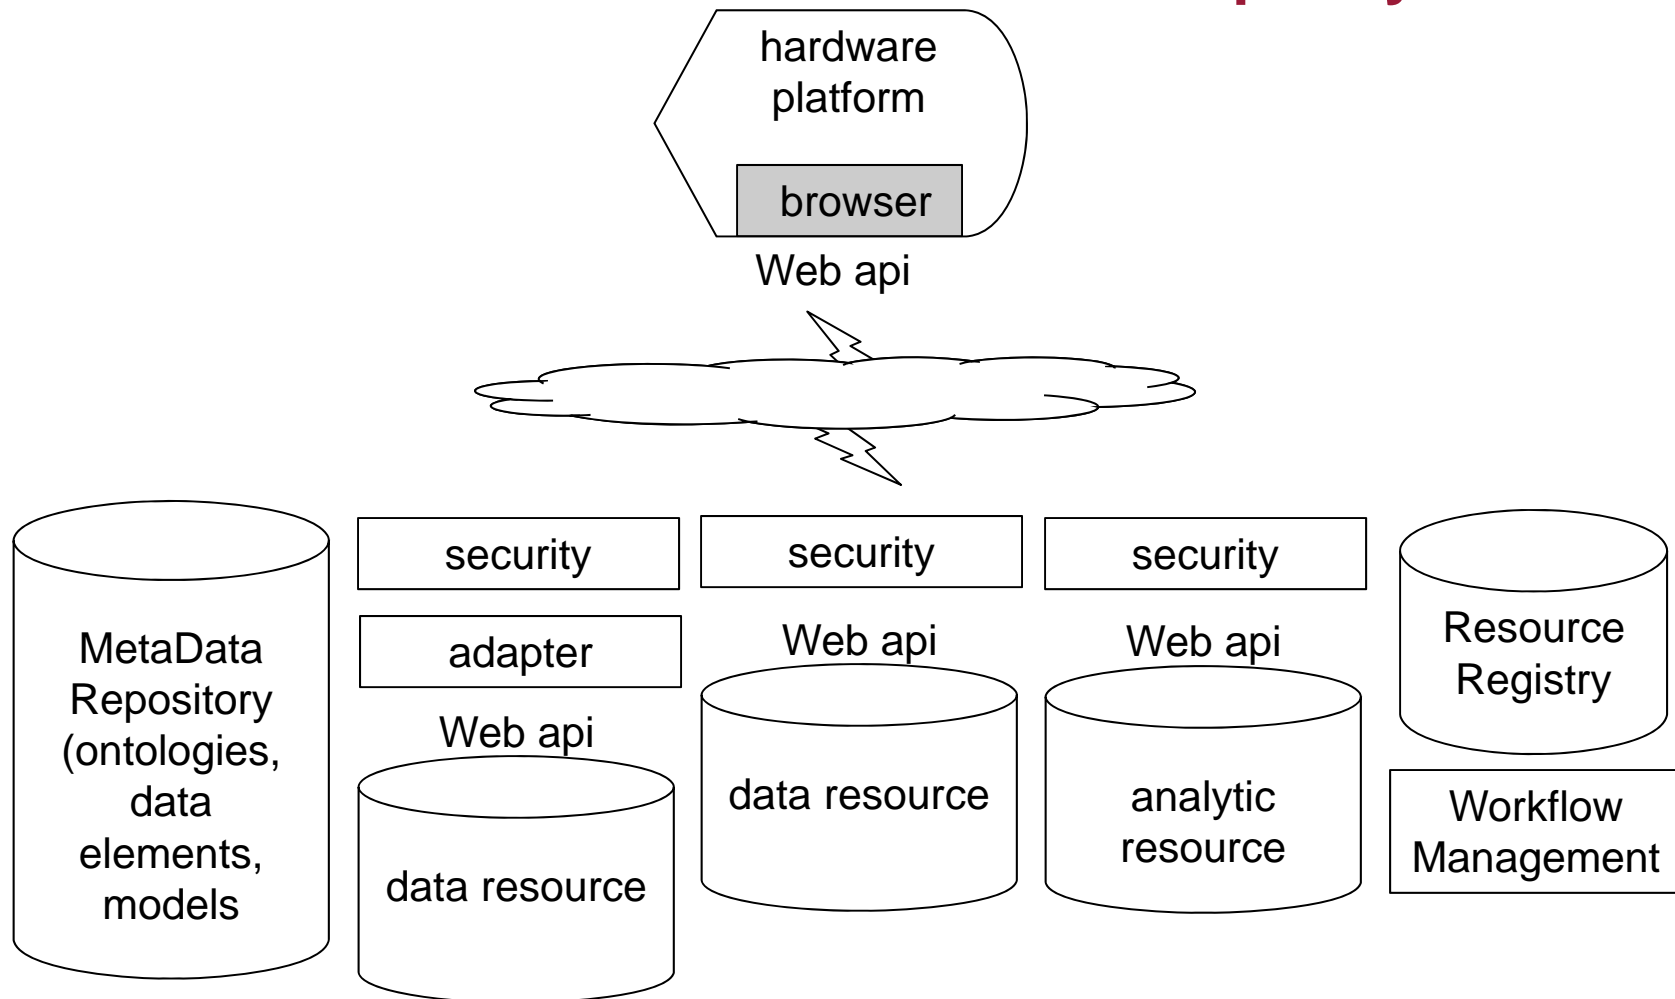 hardware
platform
browser
Web api
security
security
security
MetaData
Repository
(ontologies,
data
elements,
models
adapter
Web api
data resource
Web api
data resource
Web api
analytic
resource
Resource
Registry
Workflow
Management